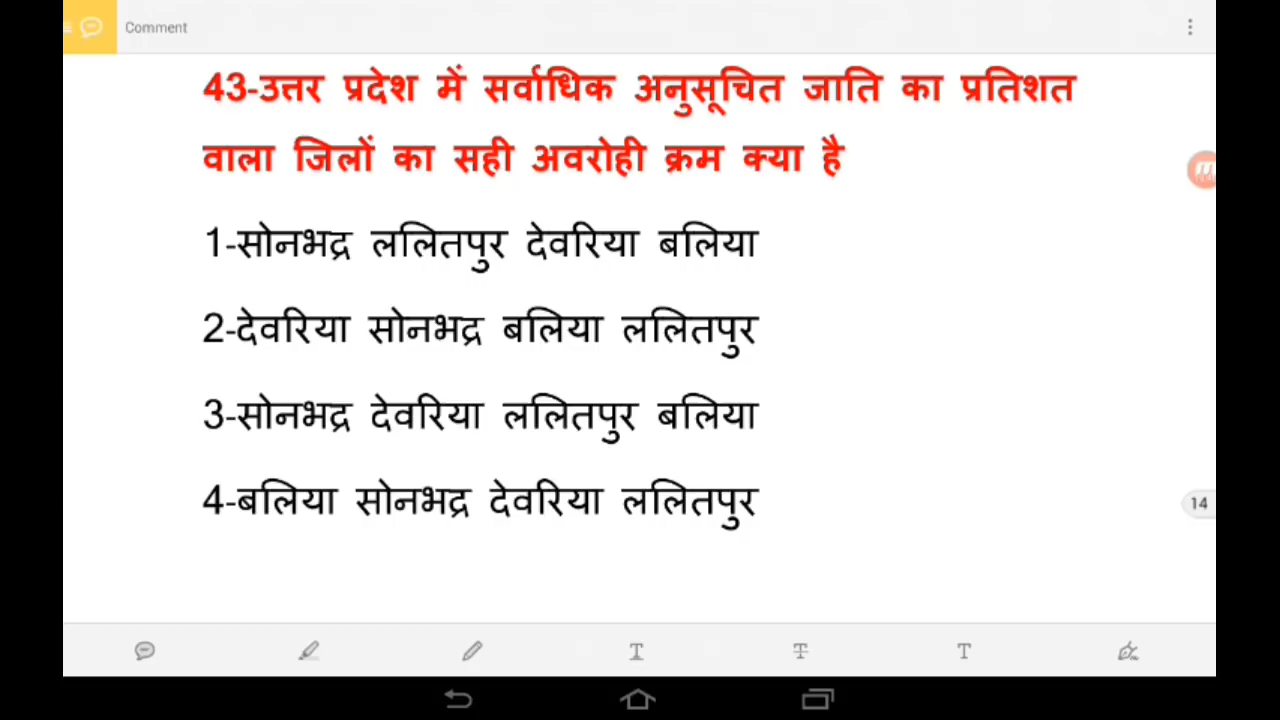 Comment
43-उत्तर प्रदेश में सर्वाधिक अनुसूचित जाति का प्रतिशत
वाला जिलों का सही अवरोही क्रम क्या है
1-सोनभद्र ललितपुर देवरिया बलिया
2-देवरिया सोनभद्र बलिया ललितपुर
3-सोनभद्र देवरिया ललितपुर बलिया
4-बलिया सोनभद्र देवरिया ललितपुर
14
T
T
T